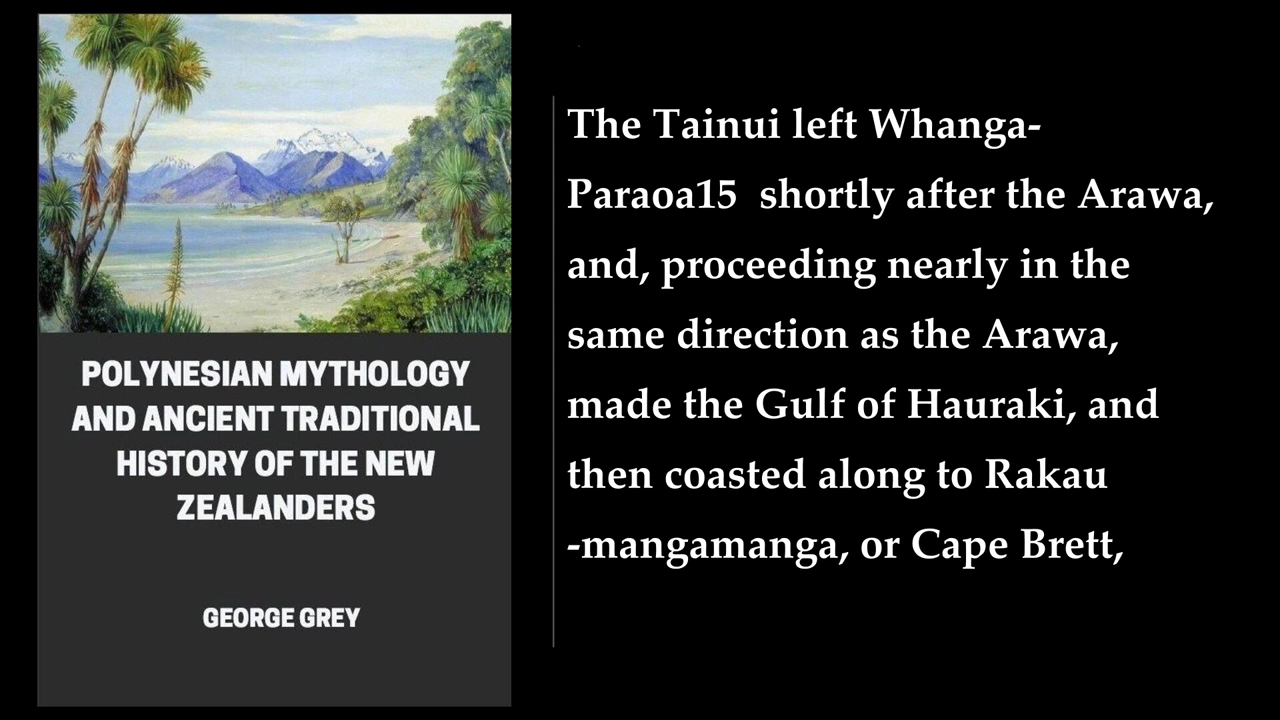 POLYNESIAN MYTHOLOGY
AND ANCIENT TRADITIONAL
HISTORY OF THE NEW
ZEALANDERS
GEORGE GREY
The Tainui left Whanga-
Paraoa15 shortly after the Arawa,
and, proceeding nearly in the
same direction as the Arawa,
made the Gulf of Hauraki, and
then coasted along to Rakau
-mangamanga, or Cape Brett,